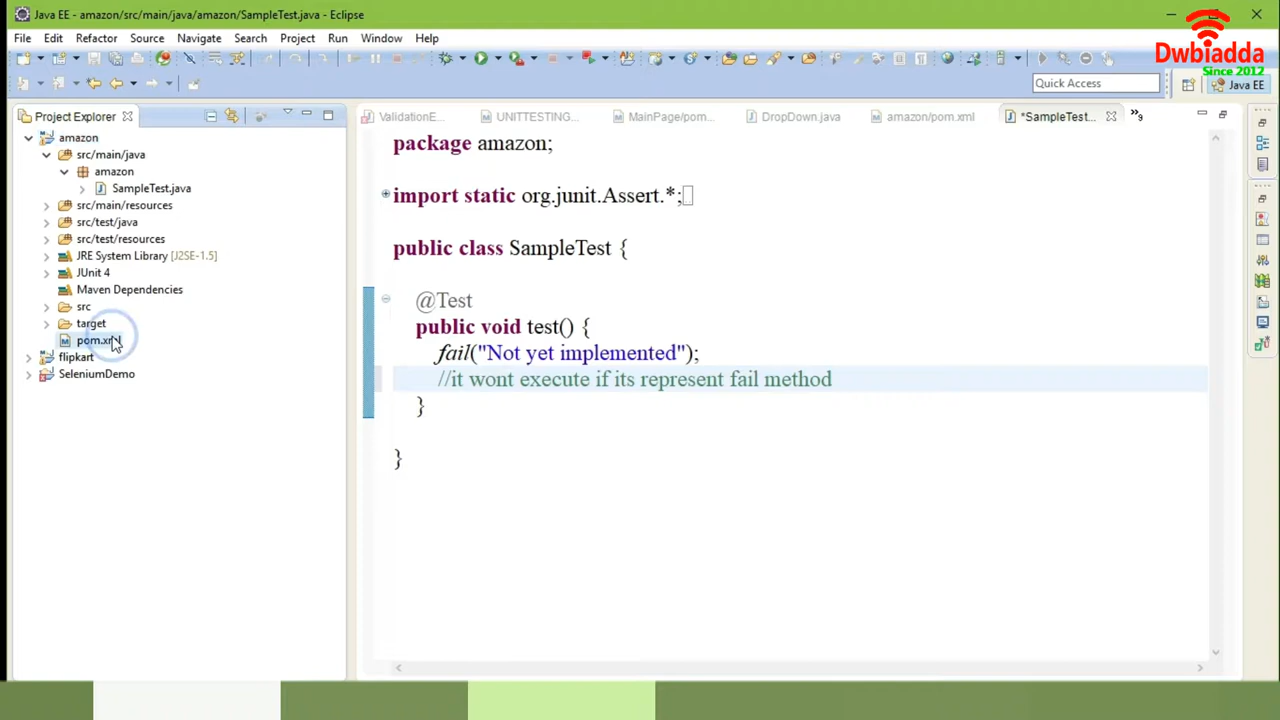 Java EE - amazon/src/main/java/amazon/SampleTest.java - Eclipse
Dwbiadda
Since 2012
File Edit Refactor Source Navigate Search Project Run Window Help
Quick Access
Java EE
Project Explorer
amazon
src/main/java
amazon
SampleTest.java
src/main/resources
src/test/java
src/test/resources
JRE System Library [J2SE-1.5]
JUnit 4
Maven Dependencies
src
target
pom.xml
flipkart
SeleniumDemo
ValidationE... UNITTESTING... MainPage/pom... DropDown.java amazon/pom.xml *SampleTest... »9
package amazon;
import static org.junit.Assert.*;
public class SampleTest {
@Test
public void test() {
fail("Not yet implemented");
//it wont execute if its represent fail method
}
}